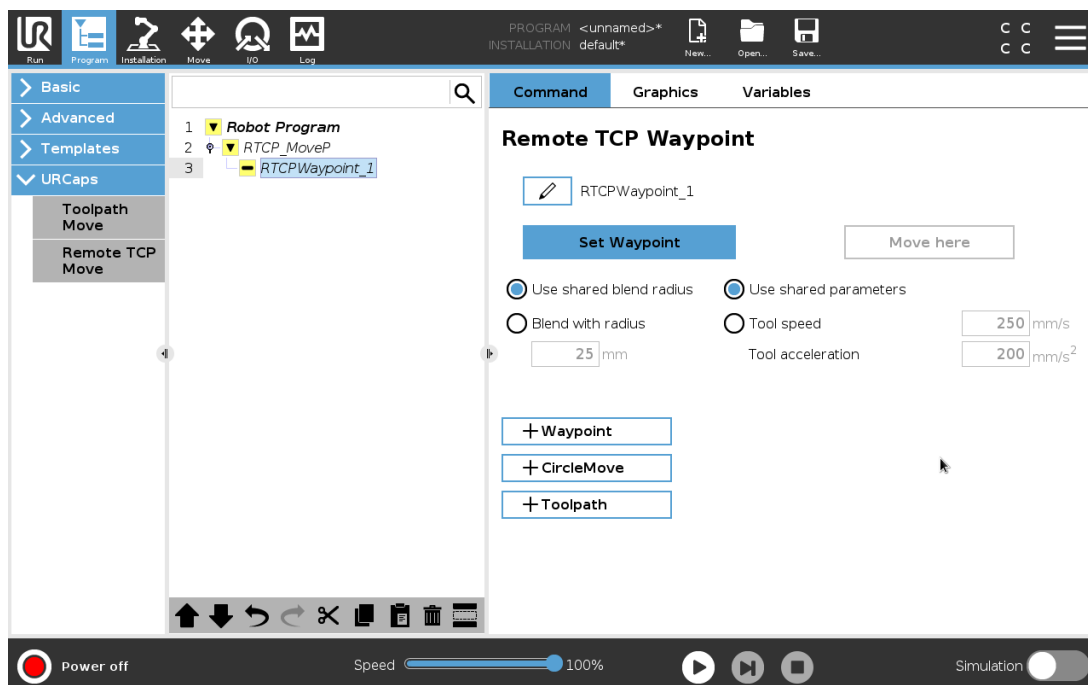 PROGRAM <unnamed>*
INSTALLATION default*
UR
Run
Program
Installation
Move
I/O
Log
New...
Open...
Save...
C C
C C
Basic
Advanced
Templates
URCaps
Toolpath
Move
Remote TCP
Move
1 Robot Program
2 RTCP_MoveP
3 RTCPWaypoint_1
Command Graphics Variables
Remote TCP Waypoint
RTCPWaypoint_1
Set Waypoint Move here
Use shared blend radius Use shared parameters
Blend with radius Tool speed 250 mm/s
25 mm Tool acceleration 200 mm/s²
+Waypoint
+CircleMove
+Toolpath
Power off Speed 100% Simulation